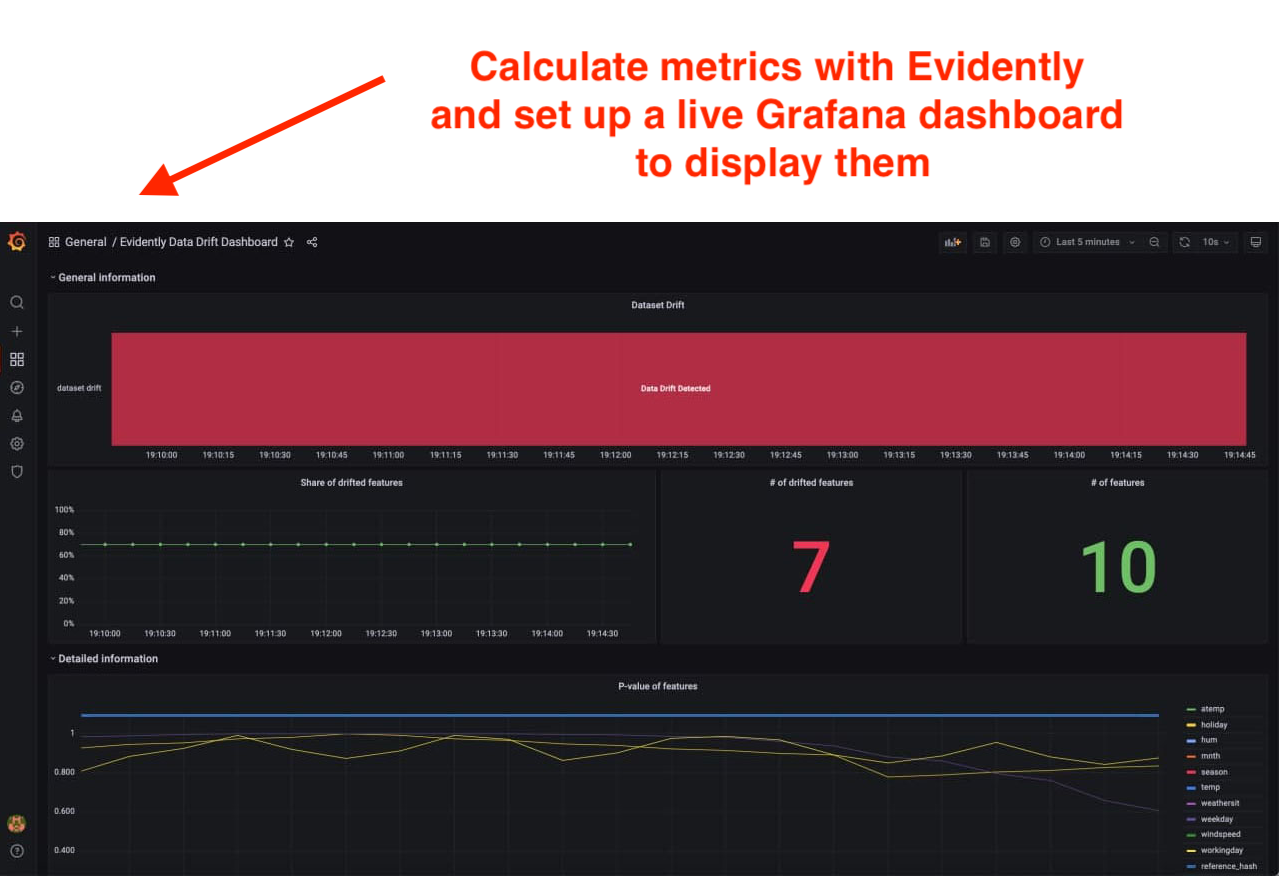 Calculate metrics with Evidently
and set up a live Grafana dashboard
to display them
General / Evidently Data Drift Dashboard
Last 5 minutes
10s
General information
Dataset Drift
dataset drift
Data Drift Detected
19:10:00 19:10:15 19:10:30 19:10:45 19:11:00 19:11:15 19:11:30 19:11:45 19:12:00 19:12:15 19:12:30 19:12:45 19:13:00 19:13:15 19:13:30 19:13:45 19:14:00 19:14:15 19:14:30 19:14:45
Share of drifted features
100%
80%
60%
40%
20%
0%
19:10:00 19:10:30 19:11:00 19:11:30 19:12:00 19:12:30 19:13:00 19:13:30 19:14:00 19:14:30
# of drifted features
7
# of features
10
Detailed information
P-value of features
1
0.800
0.600
0.400
atemp
holiday
hum
mnth
season
temp
weathersit
weekday
windspeed
workingday
reference_hash